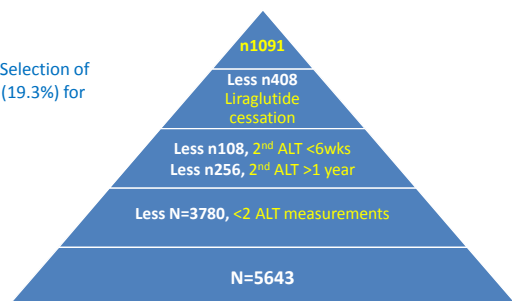 n1091
Selection of
(19.3%) for
Less n408
Liraglutide
cessation
Less n108, 2nd ALT <6wks
Less n256, 2nd ALT >1 year
Less N=3780, <2 ALT measurements
N=5643